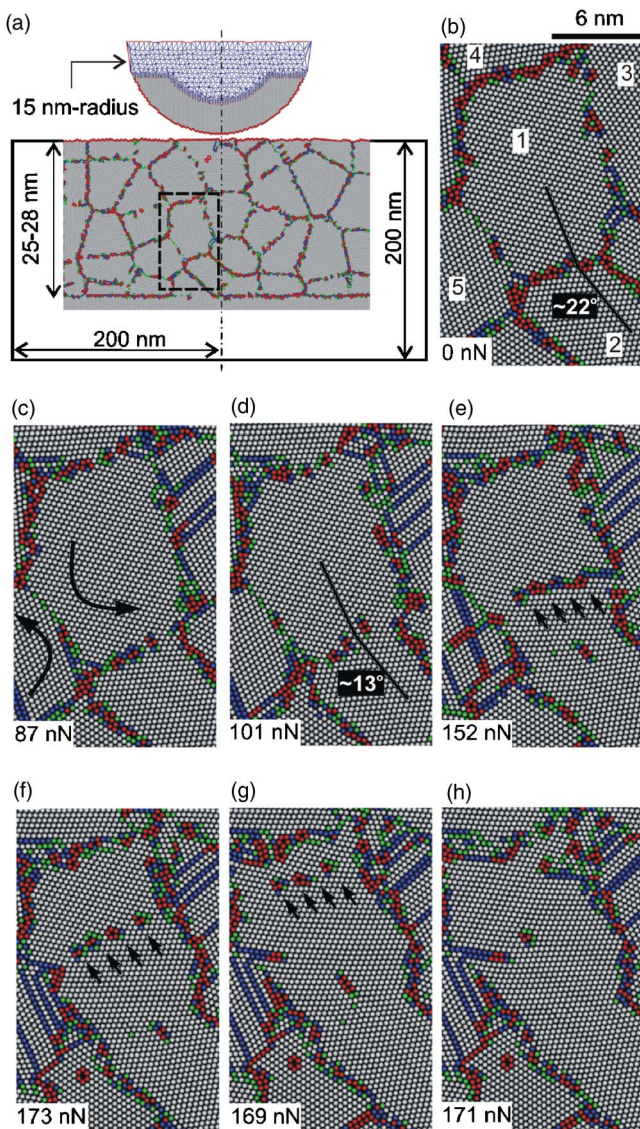 (a)
15 nm-radius
25-28 nm
200 nm
200 nm
(b)
6 nm
4
3
1
5
~22°
2
0 nN
(c)
87 nN
(d)
~13°
101 nN
(e)
152 nN
(f)
173 nN
(g)
169 nN
(h)
171 nN